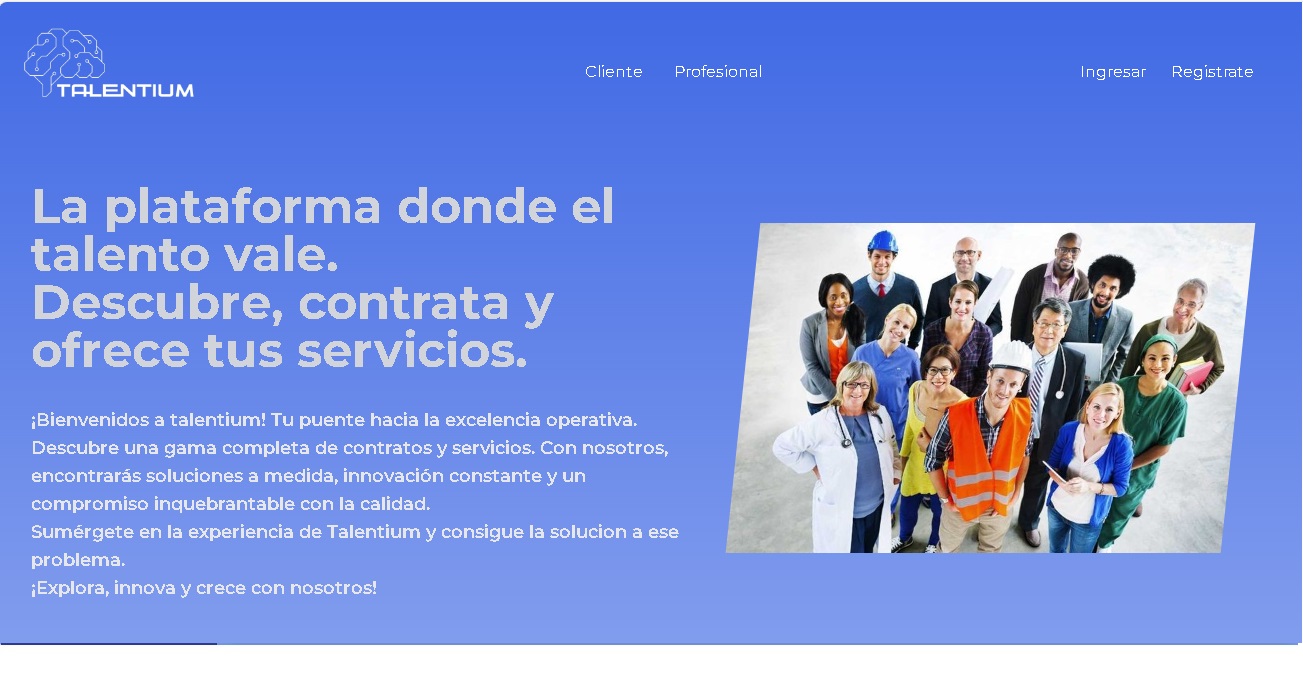 TALENTIUM
Cliente Profesional Ingresar Registrate
La plataforma donde el
talento vale.
Descubre, contrata y
ofrece tus servicios.
¡Bienvenidos a talentium! Tu puente hacia la excelencia operativa.
Descubre una gama completa de contratos y servicios. Con nosotros,
encontrarás soluciones a medida, innovación constante y un
compromiso inquebrantable con la calidad.
Sumérgete en la experiencia de Talentium y consigue la solucion a ese
problema.
¡Explora, innova y crece con nosotros!